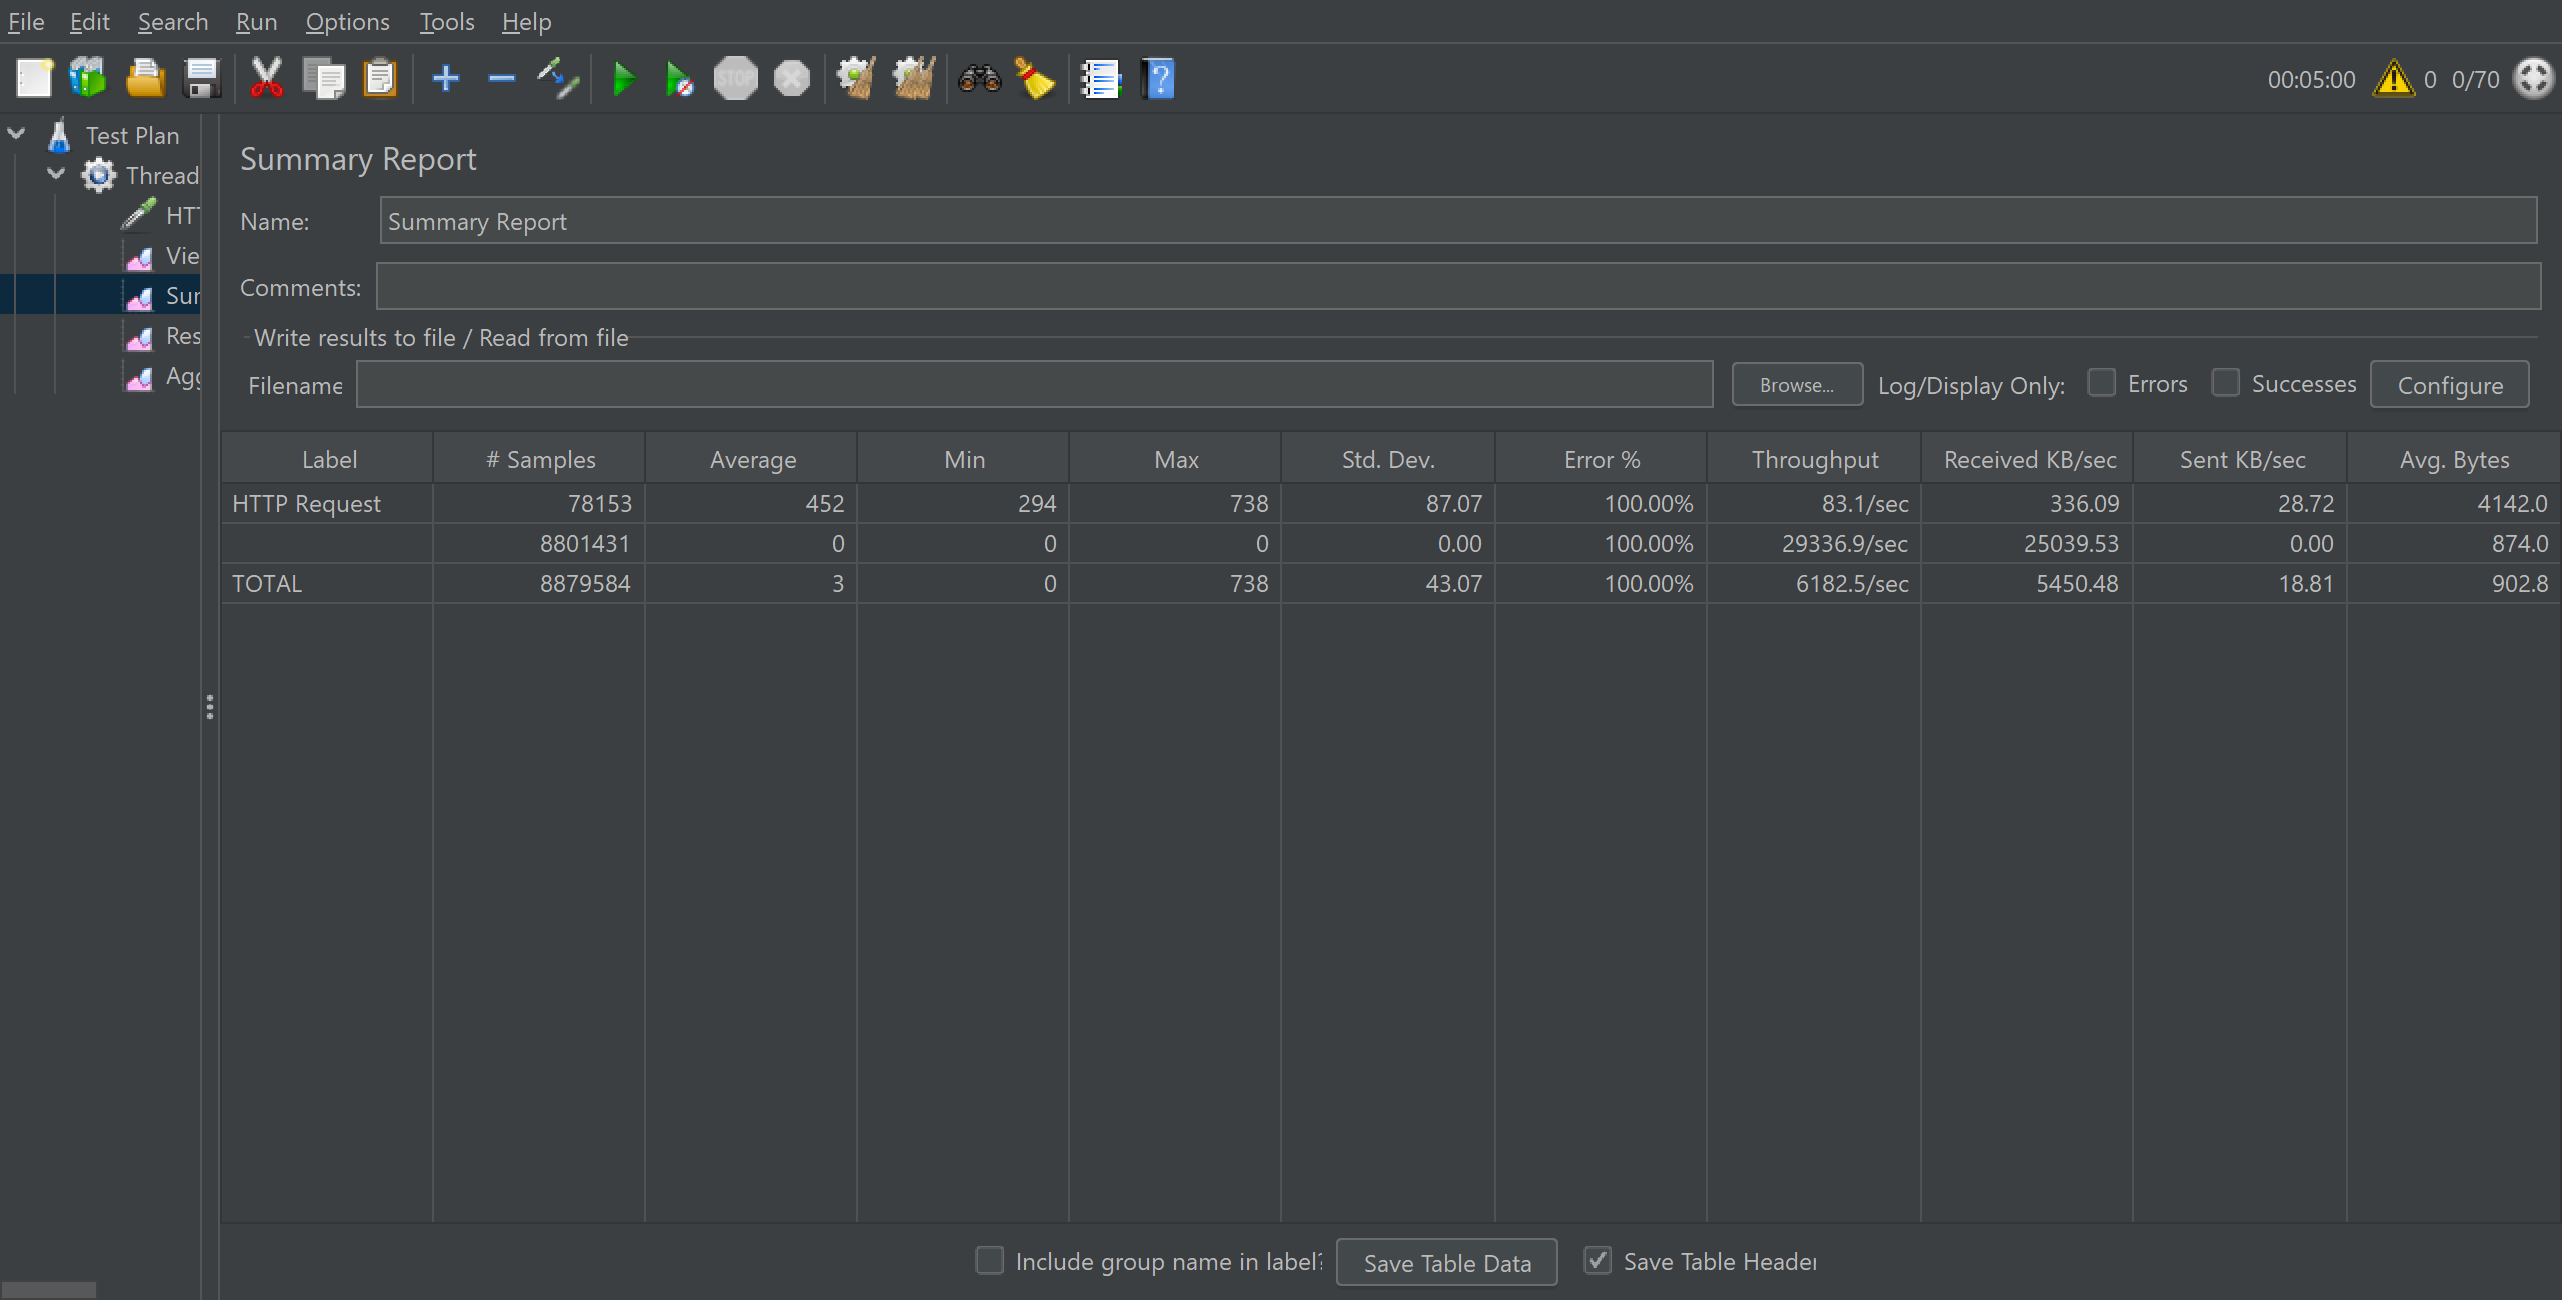 File Edit Search Run Options Tools Help
STOP 00:05:00 0 0/70
Test Plan
Thread
HTT
Vie
Sur
Res
Agg
Summary Report
Name: Summary Report
Comments:
Write results to file / Read from file
Filename Browse... Log/Display Only: Errors Successes Configure
Label # Samples Average Min Max Std. Dev. Error % Throughput Received KB/sec Sent KB/sec Avg. Bytes
HTTP Request 78153 452 294 738 87.07 100.00% 83.1/sec 336.09 28.72 4142.0
8801431 0 0 0 0.00 100.00% 29336.9/sec 25039.53 0.00 874.0
TOTAL 8879584 3 0 738 43.07 100.00% 6182.5/sec 5450.48 18.81 902.8
Include group name in label? Save Table Data Save Table Header